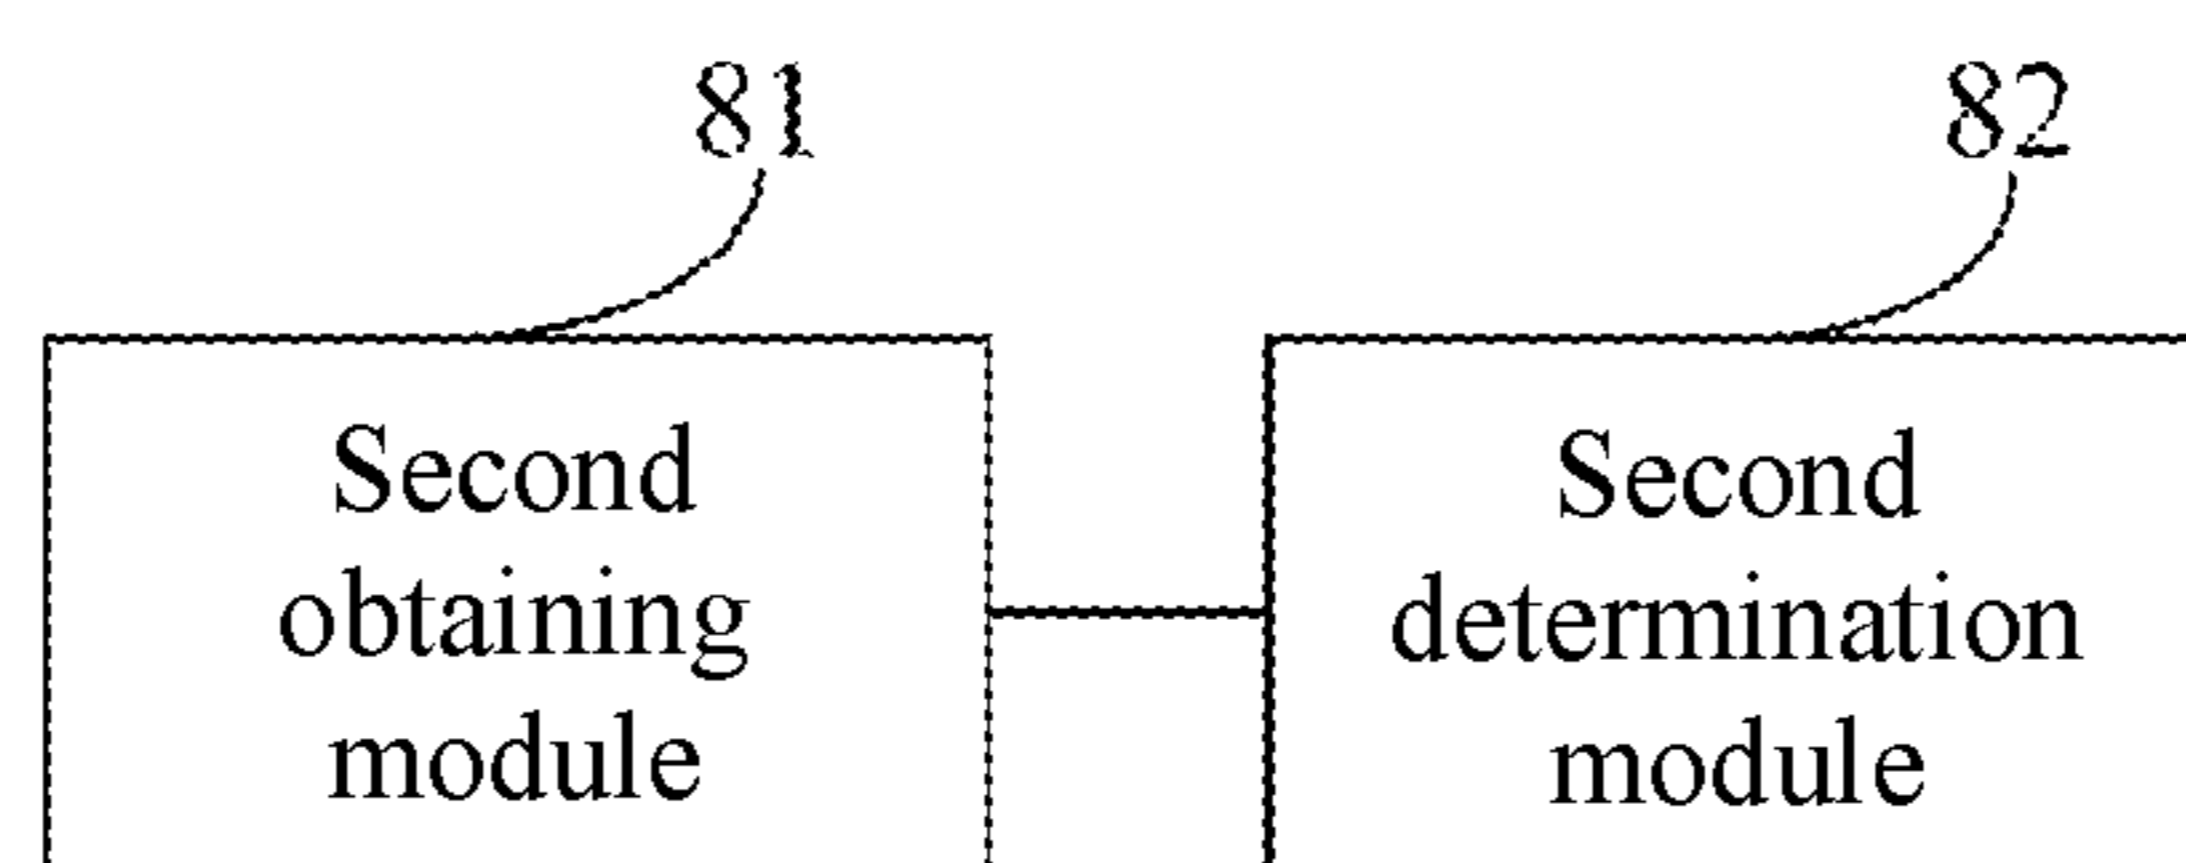 81
82
Second
obtaining
module
Second
determination
module